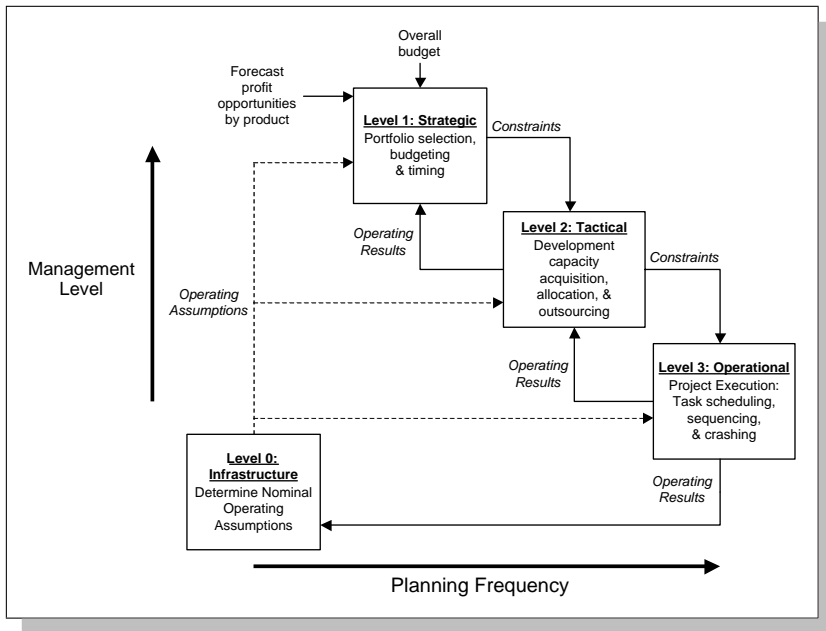 Overall
budget
Forecast
profit
opportunities
by product
Level 1: Strategic
Portfolio selection,
budgeting
& timing
Constraints
Operating
Results
Level 2: Tactical
Development
capacity
acquisition,
allocation, &
outsourcing
Constraints
Management
Level
Operating
Assumptions
Operating
Results
Level 3: Operational
Project Execution:
Task scheduling,
sequencing,
& crashing
Level 0:
Infrastructure
Determine Nominal
Operating
Assumptions
Operating
Results
Planning Frequency